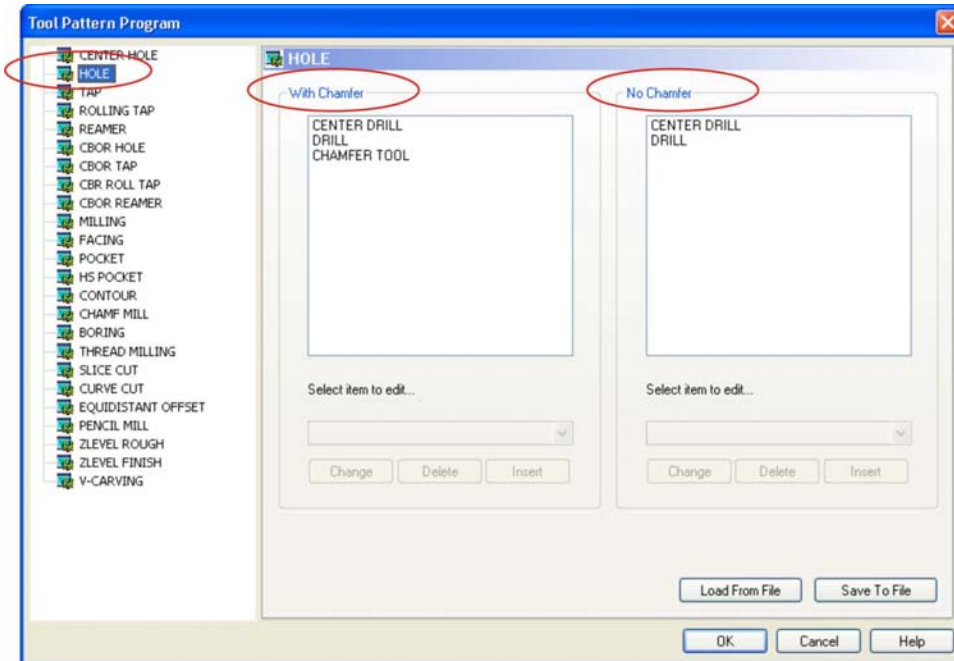 Tool Pattern Program
CENTER HOLE
HOLE
TAP
ROLLING TAP
REAMER
CBOR HOLE
CBOR TAP
CBR ROLL TAP
CBOR REAMER
MILLING
FACING
POCKET
HS POCKET
CONTOUR
CHAMF MILL
BORING
THREAD MILLING
SLICE CUT
CURVE CUT
EQUIDISTANT OFFSET
PENCIL MILL
ZLEVEL ROUGH
ZLEVEL FINISH
V-CARVING
HOLE
With Chamfer
CENTER DRILL
DRILL
CHAMFER TOOL
Select item to edit...
Change Delete Insert
No Chamfer
CENTER DRILL
DRILL
Select item to edit...
Change Delete Insert
Load From File Save To File
OK Cancel Help